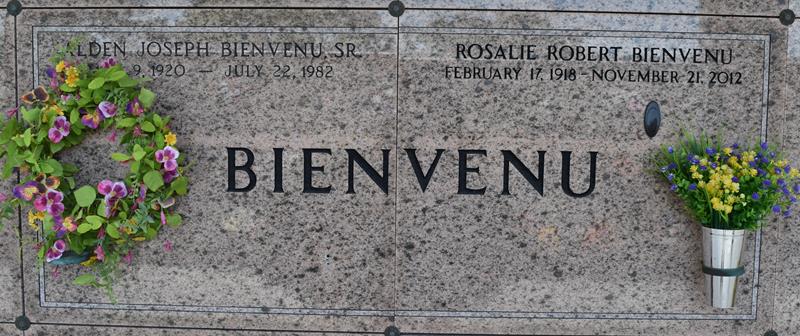 ALDEN JOSEPH BIENVENU, SR.
9, 1920 — JULY 22, 1982
ROSALIE ROBERT BIENVENU
FEBRUARY 17, 1918 - NOVEMBER 21, 2012
BIENVENU